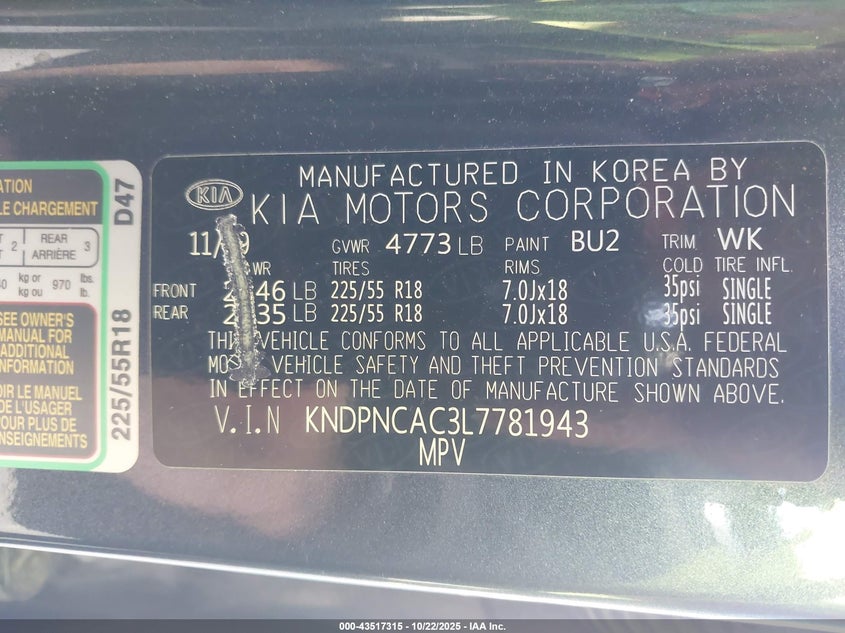 ATION
LE CHARGEMENT
2 REAR ARRIÈRE 3
kg or kg ou 970 lbs. lb.
SEE OWNER'S
MANUAL FOR
ADDITIONAL
INFORMATION
LE MANUEL
DE L'USAGER
POUR PLUS DE
RENSEIGNEMENTS
225/55R18 D47
KIA
MANUFACTURED IN KOREA BY
KIA MOTORS CORPORATION
GVWR 4773 LB PAINT BU2 TRIM WK
TIRES RIMS COLD TIRE INFL.
FRONT LB 225/55 R18 7.0Jx18 35psi SINGLE
REAR LB 225/55 R18 7.0Jx18 35psi SINGLE
VEHICLE CONFORMS TO ALL APPLICABLE U.S.A. FEDERAL
VEHICLE SAFETY AND THEFT PREVENTION STANDARDS
IN EFFECT ON THE DATE OF MANUFACTURE SHOWN ABOVE.
V.I.N KNDPNCAC3L7781943
MPV
000-43517315 - 10/22/2025 - IAA Inc.